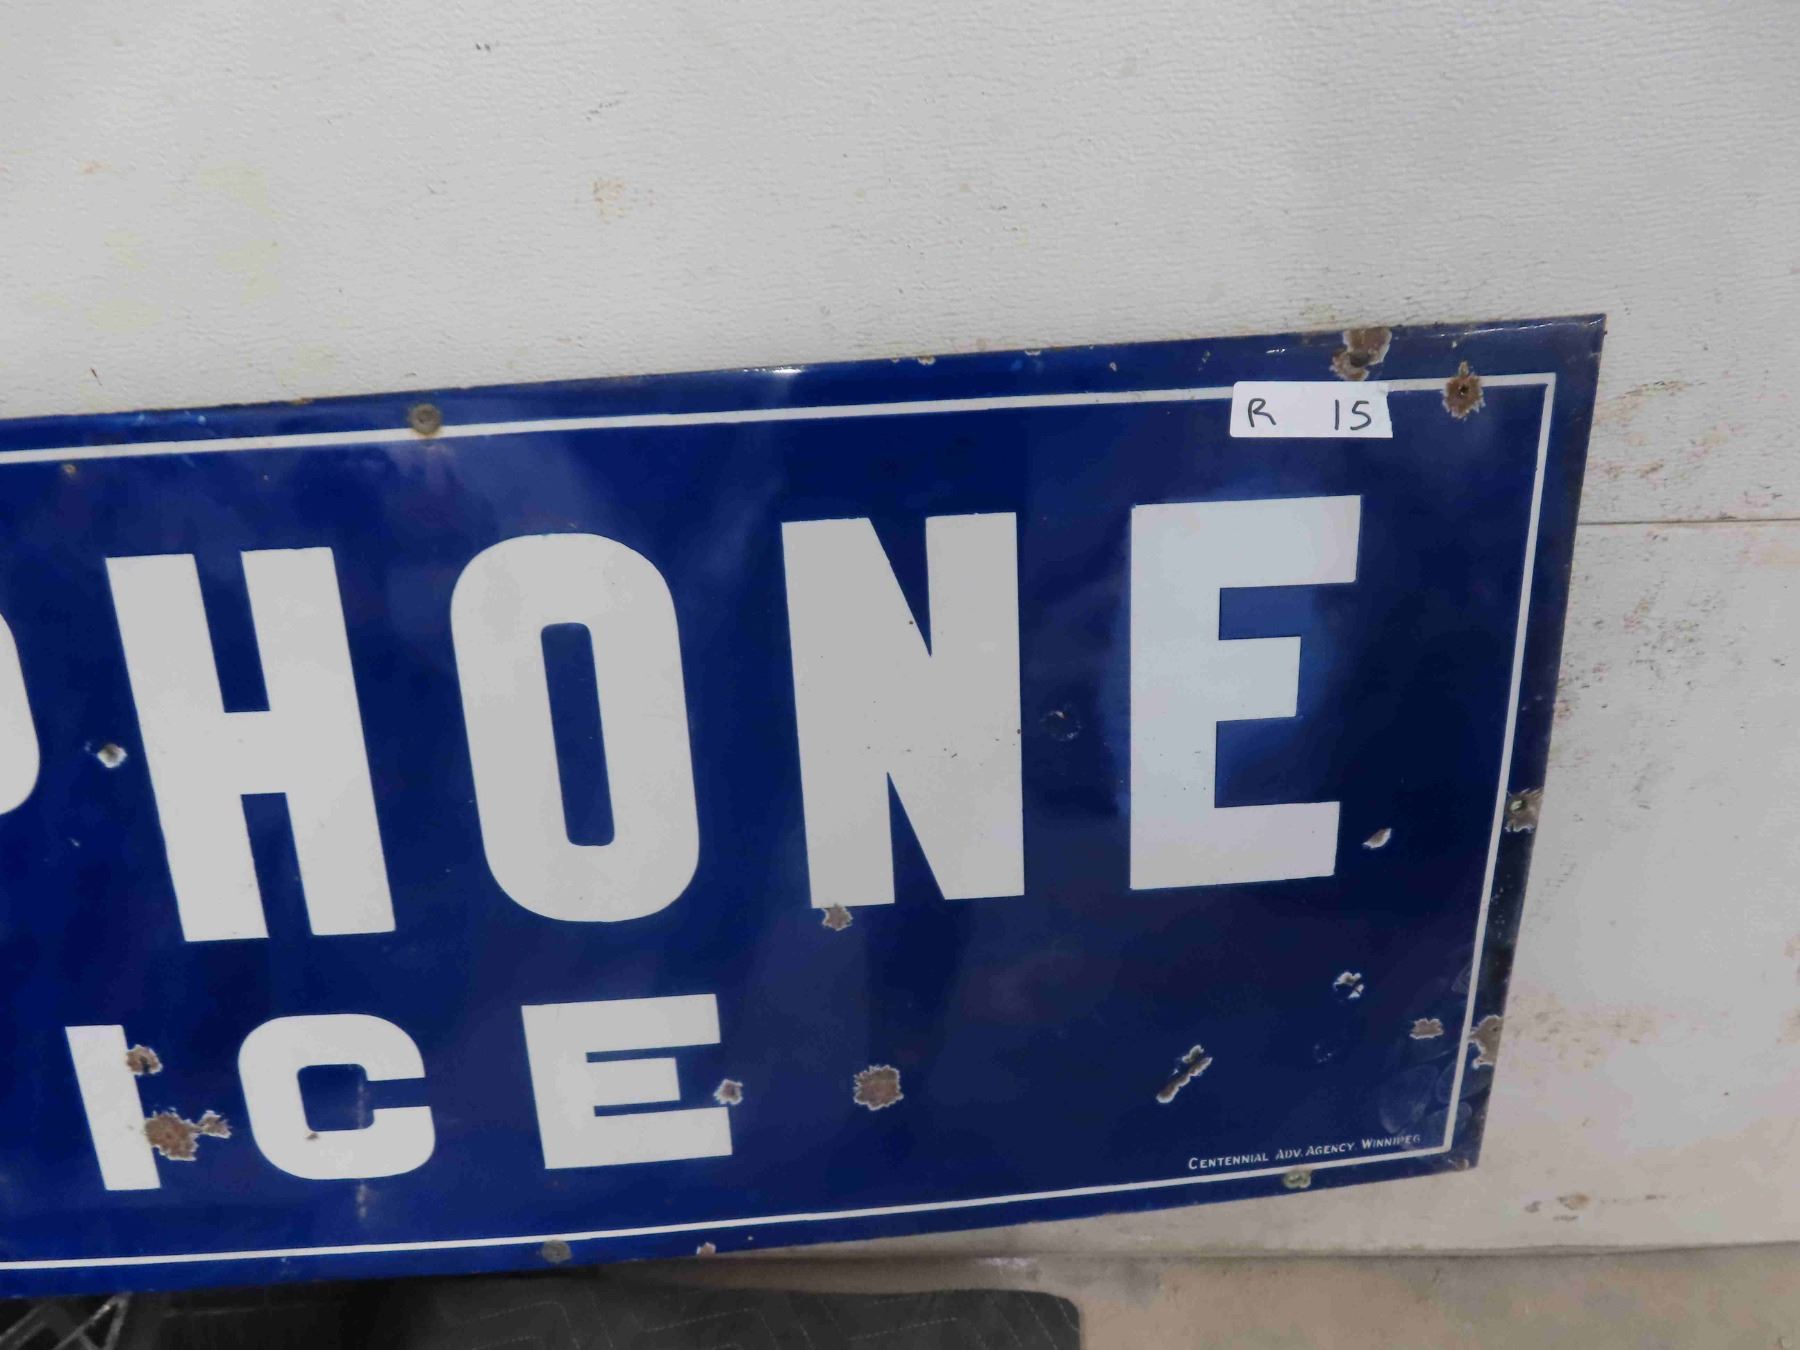 R 15
PHONE
ICE
CENTENNIAL ADV. AGENCY. WINNIPEG